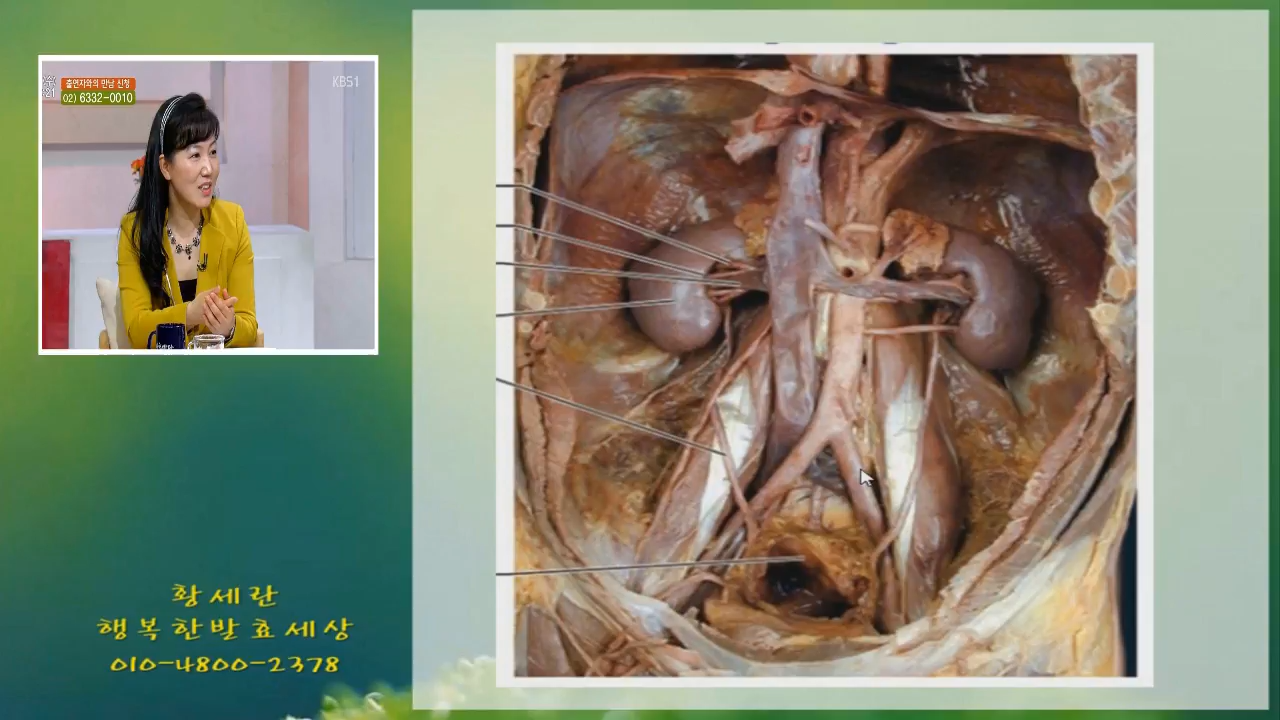 출연자와의 만남 신청
02) 6332-0010
KBS1
황세란
행복한발효세상
010-4800-2378